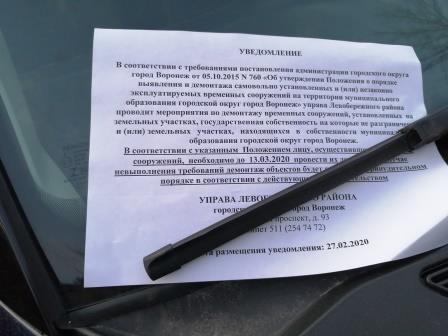 УВЕДОМЛЕНИЕ
В соответствии с требованиями постановления администрации городского округа
город Воронеж от 05.10.2015 N 760 «Об утверждении Положения о порядке
выявления и демонтажа самовольно установленных и (или) незаконно
эксплуатируемых временных сооружений на территории муниципального
образования городской округ город Воронеж» управа Левобережного района
проводит мероприятия по демонтажу временных сооружений, установленных на
земельных участках, государственная собственность на которые не разграничена
и (или) земельных участках, находящихся в собственности муниципального
образования городской округ город Воронеж.
В соответствии с указанным Положением лицу,
сооружений, необходимо до 13.03.2020 провести их
невыполнения требований демонтаж объектов будет
порядке в соответствии с
УПРАВА РАЙОНА
город Воронеж
проспект, д. 93
511 (254 74 72)
размещения уведомления: 27.02.2020